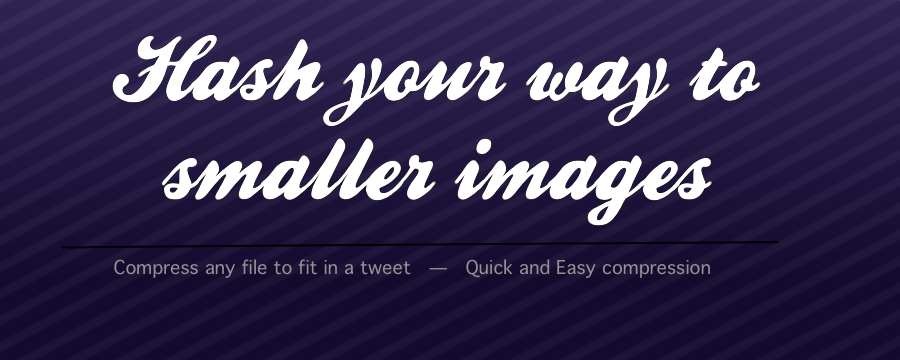 Hash your way to
smaller images
Compress any file to fit in a tweet — Quick and Easy compression